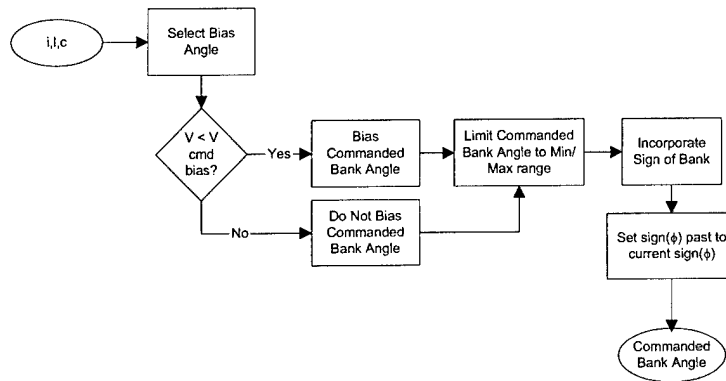 i,l,c
Select Bias
Angle
V < V
cmd
bias?
Yes
Bias
Commanded
Bank Angle
Limit Commanded
Bank Angle to Min/
Max range
Incorporate
Sign of Bank
No
Do Not Bias
Commanded
Bank Angle
Set sign(ϕ) past to
current sign(ϕ)
Commanded
Bank Angle